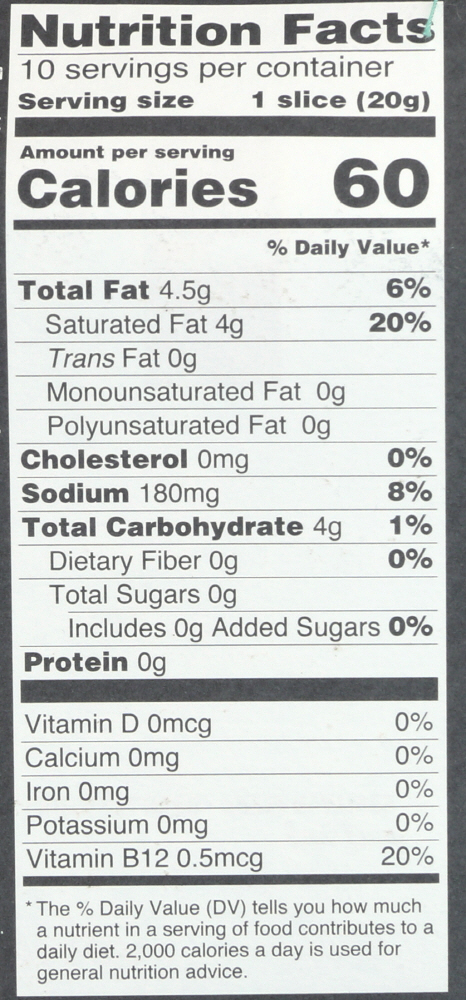 Nutrition Facts
10 servings per container
Serving size 1 slice (20g)
Amount per serving
Calories 60
% Daily Value*
Total Fat 4.5g 6%
Saturated Fat 4g 20%
Trans Fat 0g
Monounsaturated Fat 0g
Polyunsaturated Fat 0g
Cholesterol 0mg 0%
Sodium 180mg 8%
Total Carbohydrate 4g 1%
Dietary Fiber 0g 0%
Total Sugars 0g
Includes 0g Added Sugars 0%
Protein 0g
Vitamin D 0mcg 0%
Calcium 0mg 0%
Iron 0mg 0%
Potassium 0mg 0%
Vitamin B12 0.5mcg 20%
* The % Daily Value (DV) tells you how much
a nutrient in a serving of food contributes to a
daily diet. 2,000 calories a day is used for
general nutrition advice.